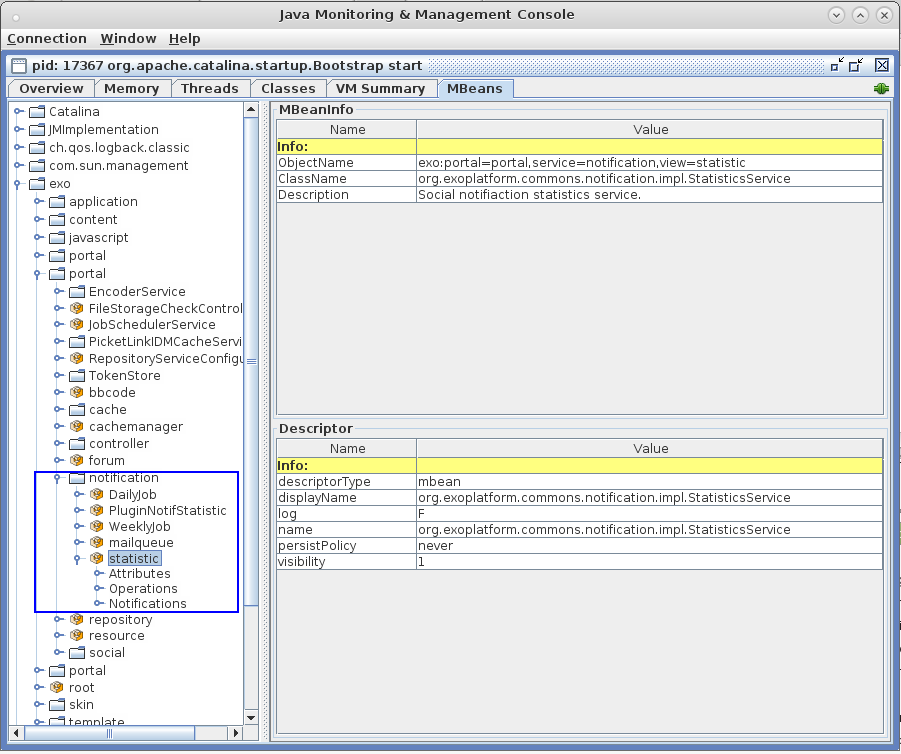 Java Monitoring & Management Console
Connection Window Help
pid: 17367 org.apache.catalina.startup.Bootstrap start
Overview Memory Threads Classes VM Summary MBeans
Catalina
JMImplementation
ch.qos.logback.classic
com.sun.management
exo
application
content
javascript
portal
portal
EncoderService
FileStorageCheckControl
JobSchedulerService
PicketLinkIDMCacheServi
RepositoryServiceConfigu
TokenStore
bbcode
cache
cachemanager
controller
forum
notification
DailyJob
PluginNotifStatistic
WeeklyJob
mailqueue
statistic
Attributes
Operations
Notifications
repository
resource
social
portal
root
skin
template
MBeanInfo
Name Value
Info:
ObjectName exo:portal=portal,service=notification,view=statistic
ClassName org.exoplatform.commons.notification.impl.StatisticsService
Description Social notifiaction statistics service.
Descriptor
Name Value
Info:
descriptorType mbean
displayName org.exoplatform.commons.notification.impl.StatisticsService
log F
name org.exoplatform.commons.notification.impl.StatisticsService
persistPolicy never
visibility 1